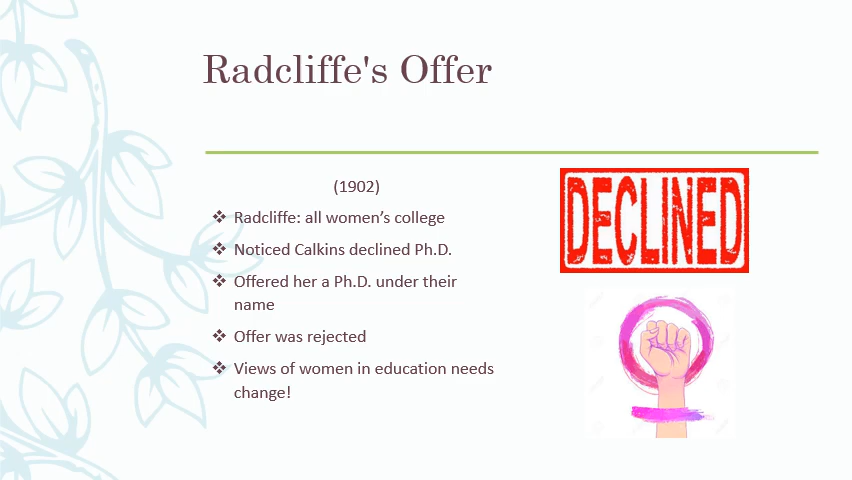 Radcliffe's Offer
(1902)
❖ Radcliffe: all women’s college
❖ Noticed Calkins declined Ph.D.
❖ Offered her a Ph.D. under their
name
❖ Offer was rejected
❖ Views of women in education needs
change!
DECLINED